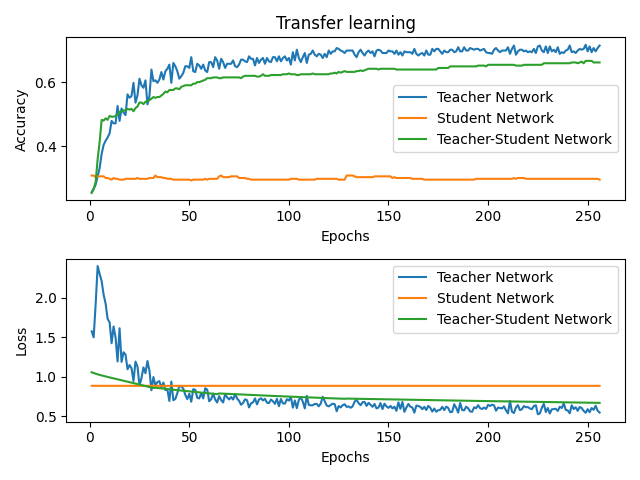 Transfer learning
Accuracy
0.6
0.4
Teacher Network
Student Network
Teacher-Student Network
0
50
100
150
200
250
Epochs
Loss
2.0
1.5
1.0
0.5
Teacher Network
Student Network
Teacher-Student Network
0
50
100
150
200
250
Epochs